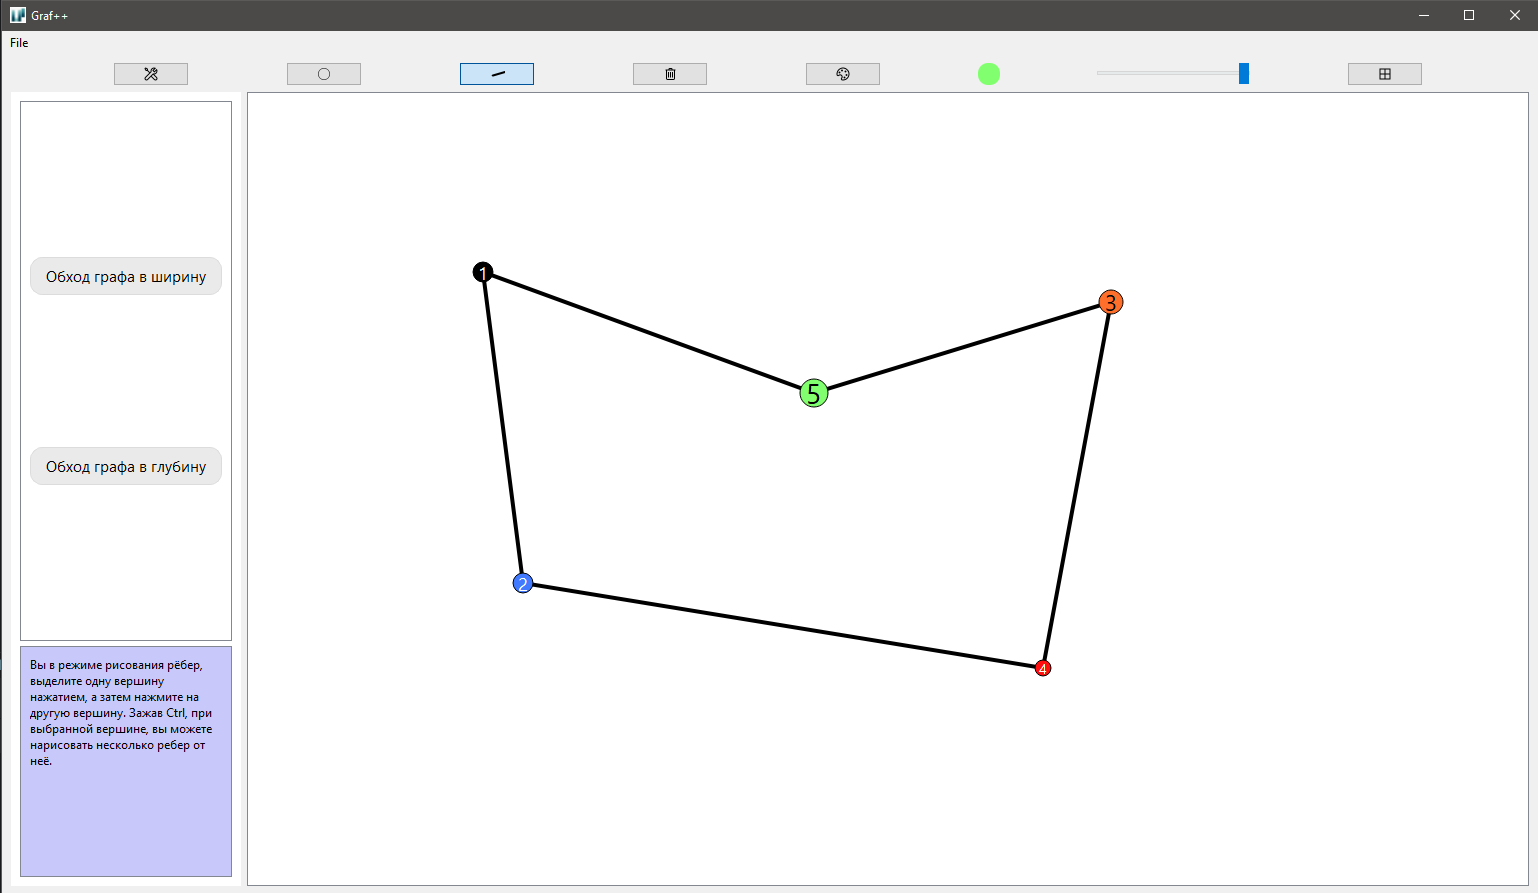 Graf++
File
Обход графа в ширину
Обход графа в глубину
Вы в режиме рисования рёбер,
выделите одну вершину
нажатием, а затем нажмите на
другую вершину. Зажав Ctrl, при
выбранной вершине, вы можете
нарисовать несколько ребер от
неё.
1
3
5
2
4